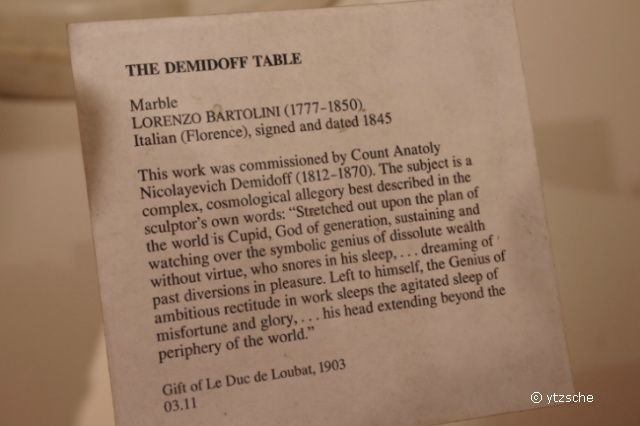 THE DEMIDOFF TABLE
Marble
LORENZO BARTOLINI (1777–1850)
Italian (Florence), signed and dated 1845
This work was commissioned by Count Anatoly
Nicolayevich Demidoff (1812–1870). The subject is a
complex, cosmological allegory best described in the
sculptor's own words: “Stretched out upon the plan of
the world is Cupid, God of generation, sustaining and
watching over the symbolic genius of dissolute wealth
without virtue, who snores in his sleep, . . . dreaming of
past diversions in pleasure. Left to himself, the Genius of
ambitious rectitude in work sleeps the agitated sleep of
misfortune and glory, . . . his head extending beyond the
periphery of the world.”
Gift of Le Duc de Loubat, 1903
03.11
© ytzsche